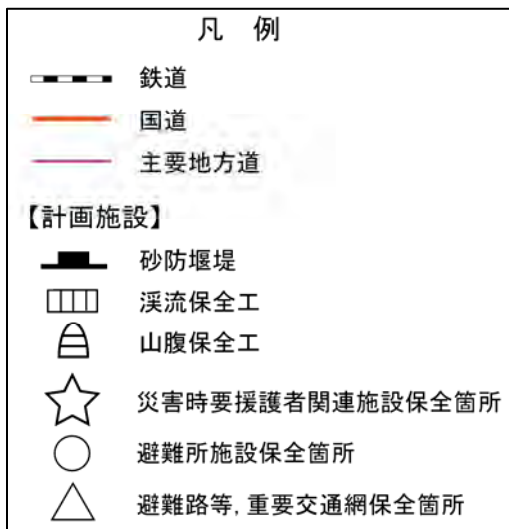 凡 例
鉄道
国道
主要地方道
【計画施設】
砂防堰堤
渓流保全工
山腹保全工
災害時要援護者関連施設保全箇所
避難所施設保全箇所
避難路等,重要交通網保全箇所